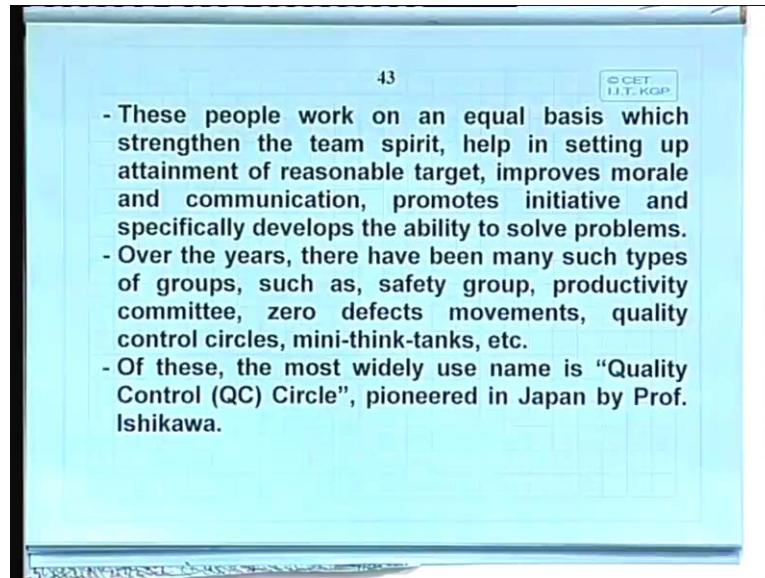 43
© CET
I.I.T. KGP
- These people work on an equal basis which
strengthen the team spirit, help in setting up
attainment of reasonable target, improves morale
and communication, promotes initiative and
specifically develops the ability to solve problems.
- Over the years, there have been many such types
of groups, such as, safety group, productivity
committee, zero defects movements, quality
control circles, mini-think-tanks, etc.
- Of these, the most widely use name is “Quality
Control (QC) Circle”, pioneered in Japan by Prof.
Ishikawa.